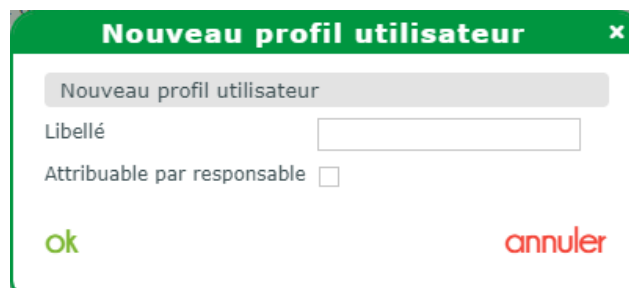 Nouveau profil utilisateur ×
Nouveau profil utilisateur
Libellé
Attribuable par responsable
ok annuler